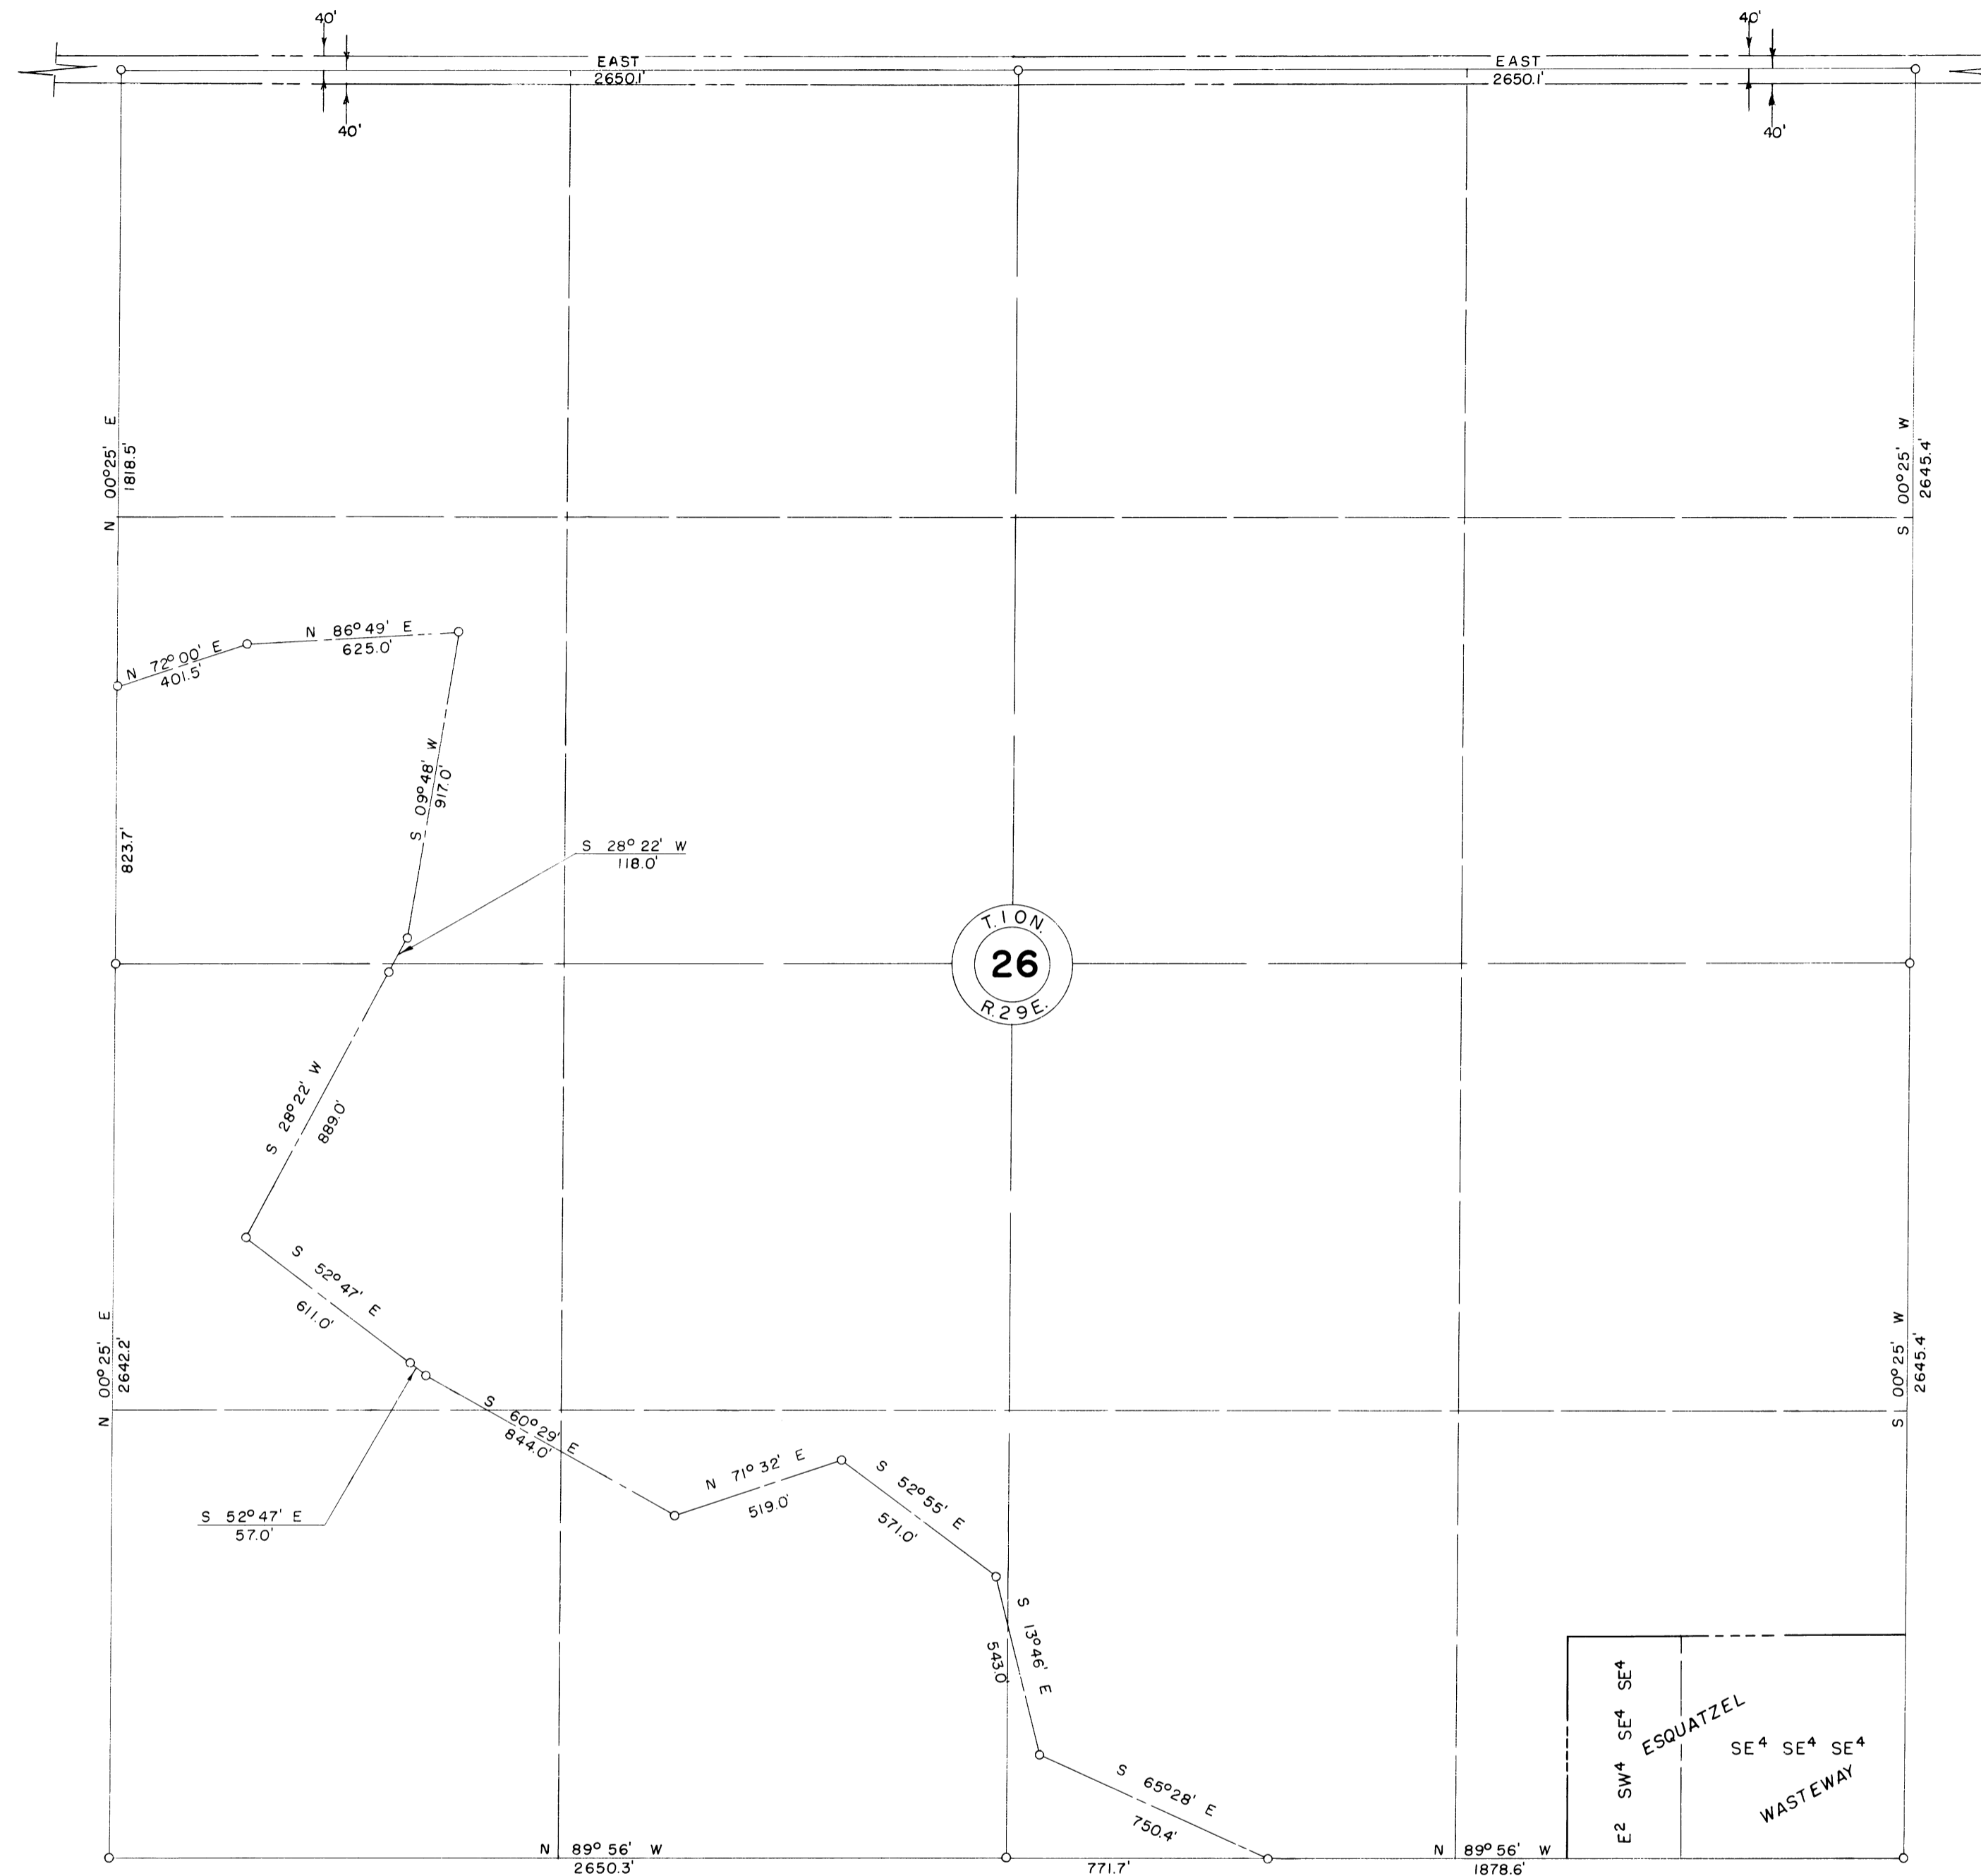 40'
40'
EAST
2650.1'
EAST
2650.1'
40'
40'
N 00°25' E
1818.5'
S 00°25' W
2645.4'
N 72°00' E
401.5'
N 86°49' E
625.0'
S 09°48' W
917.0'
823.7'
S 28°22' W
118.0'
T.10N.
26
R.29E.
S 28°22' W
889.0'
S 52°47' E
611.0'
N 00°25' E
2642.2'
S 00°25' W
2645.4'
S 60°29' E
844.0'
N 71°32' E
519.0'
S 52°55' E
571.0'
S 52°47' E
57.0'
S 13°46' E
543.0'
E² SW⁴ SE⁴ SE⁴
ESQUATZEL
SE⁴ SE⁴ SE⁴
WASTEWAY
S 65°28' E
750.4'
N 89°56' W
2650.3'
771.7'
N 89°56' W
1878.6'